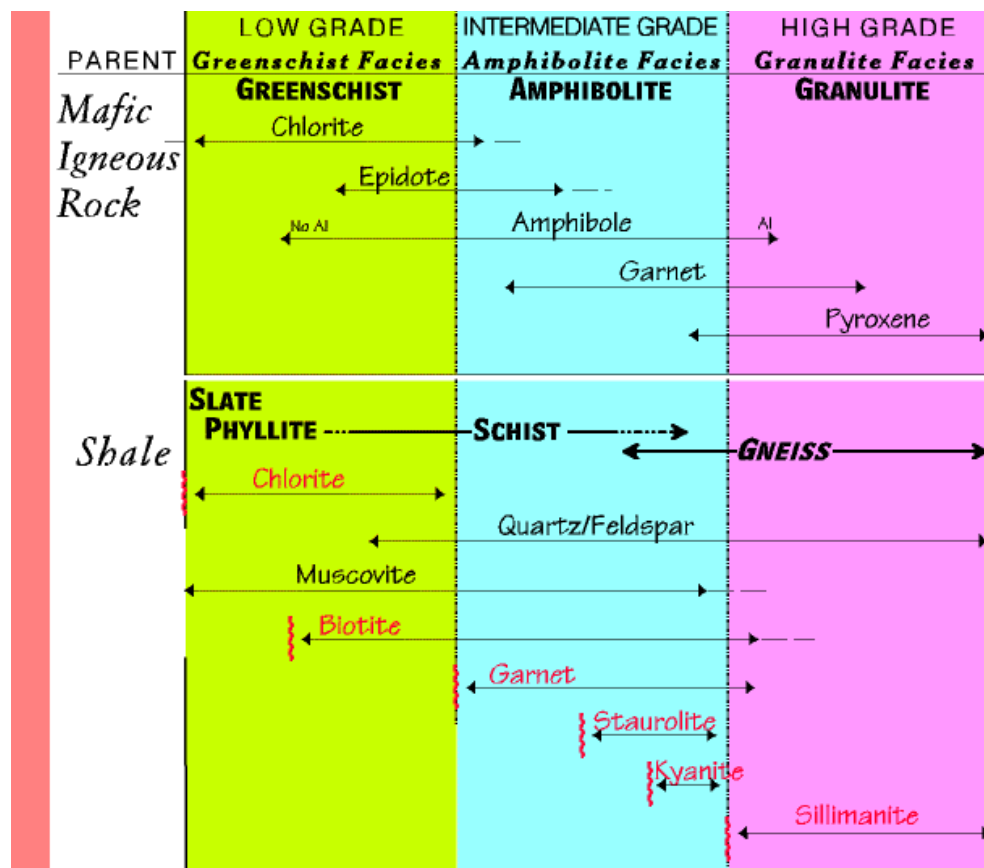 LOW GRADE INTERMEDIATE GRADE HIGH GRADE
PARENT Greenschist Facies Amphibolite Facies Granulite Facies
GREENSCHIST AMPHIBOLITE GRANULITE
Mafic
Igneous
Rock
Chlorite
Epidote
No Al Amphibole Al
Garnet
Pyroxene
SLATE
PHYLLITE SCHIST
GNEISS
Shale
Chlorite
Quartz/Feldspar
Muscovite
Biotite
Garnet
Staurolite
Kyanite
Sillimanite